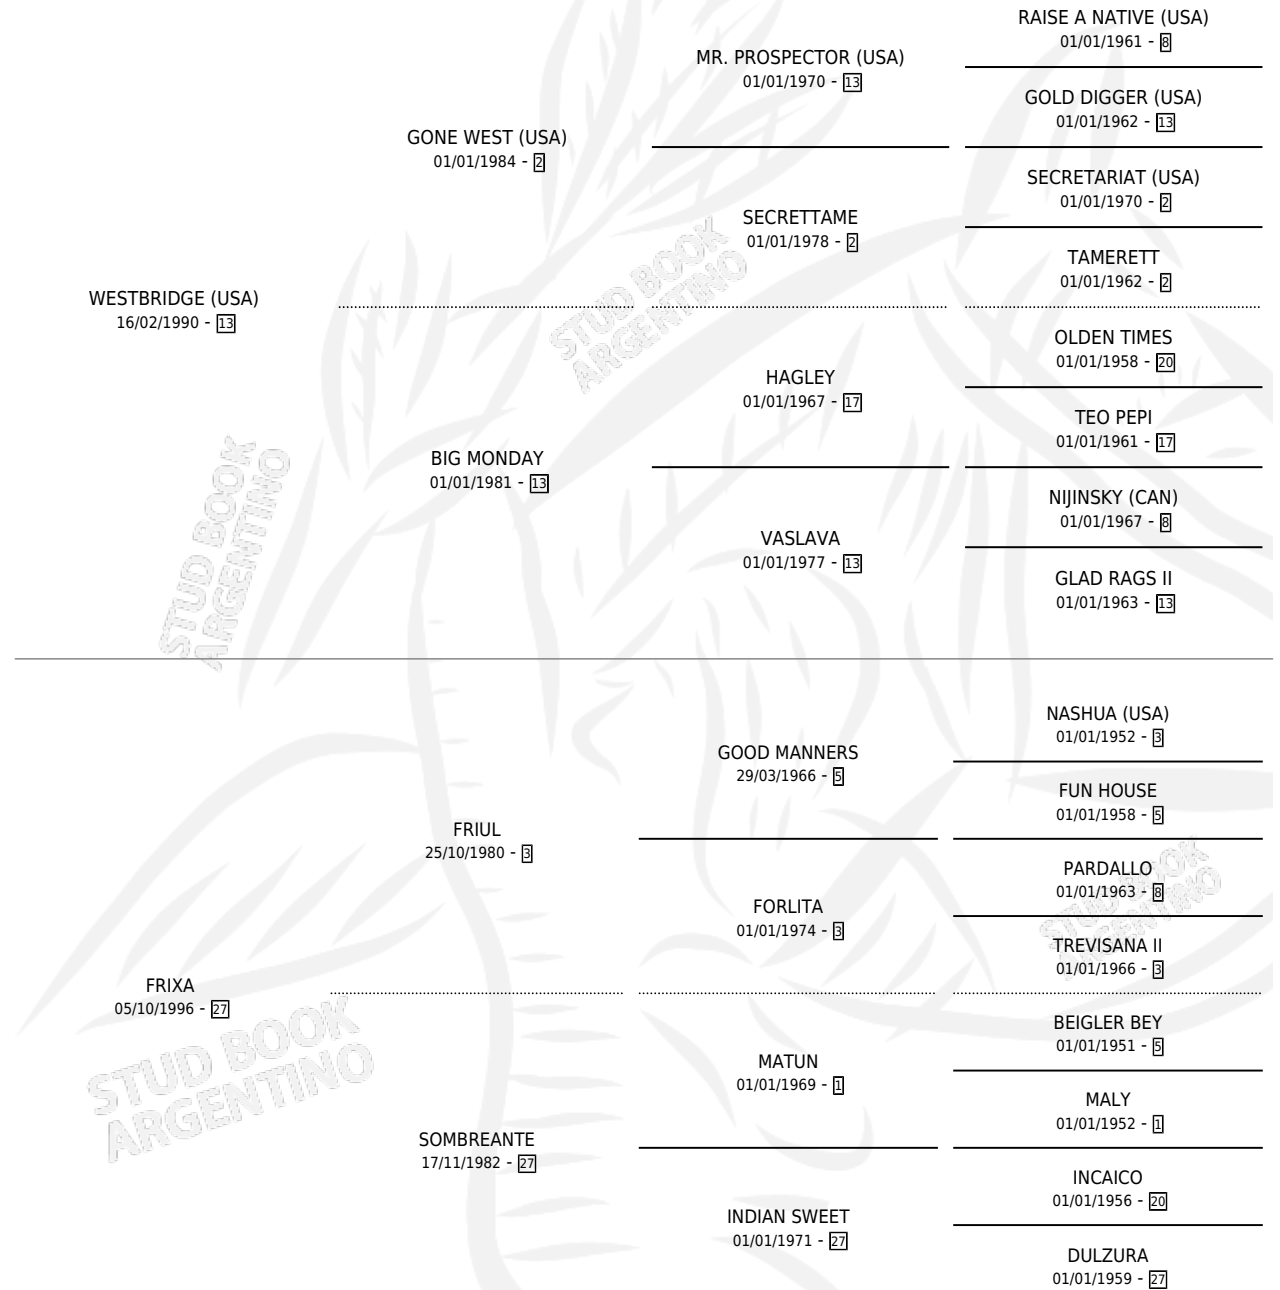 RAISE A NATIVE (USA)
01/01/1961 - 8
MR. PROSPECTOR (USA)
01/01/1970 - 13
GOLD DIGGER (USA)
01/01/1962 - 13
GONE WEST (USA)
01/01/1984 - 2
SECRETARIAT (USA)
01/01/1970 - 2
SECRETTAME
01/01/1978 - 2
TAMERETT
01/01/1962 - 2
WESTBRIDGE (USA)
16/02/1990 - 13
OLDEN TIMES
01/01/1958 - 20
HAGLEY
01/01/1967 - 17
TEO PEPI
01/01/1961 - 17
BIG MONDAY
01/01/1981 - 13
NIJINSKY (CAN)
01/01/1967 - 8
VASLAVA
01/01/1977 - 13
GLAD RAGS II
01/01/1963 - 13
NASHUA (USA)
01/01/1952 - 3
GOOD MANNERS
29/03/1966 - 5
FUN HOUSE
01/01/1958 - 5
FRIUL
25/10/1980 - 3
PARDALLO
01/01/1963 - 8
FORLITA
01/01/1974 - 3
TREVISANA II
01/01/1966 - 3
FRIXA
05/10/1996 - 27
BEIGLER BEY
01/01/1951 - 5
MATUN
01/01/1969 - 1
MALY
01/01/1952 - 1
SOMBREANTE
17/11/1982 - 27
INCAICO
01/01/1956 - 20
INDIAN SWEET
01/01/1971 - 27
DULZURA
01/01/1959 - 27
STUD BOOK
ARGENTINO
STUD BOOK
ARGENTINO
STUD BOOK
ARGENTINO
STUD BOOK
ARGENTINO